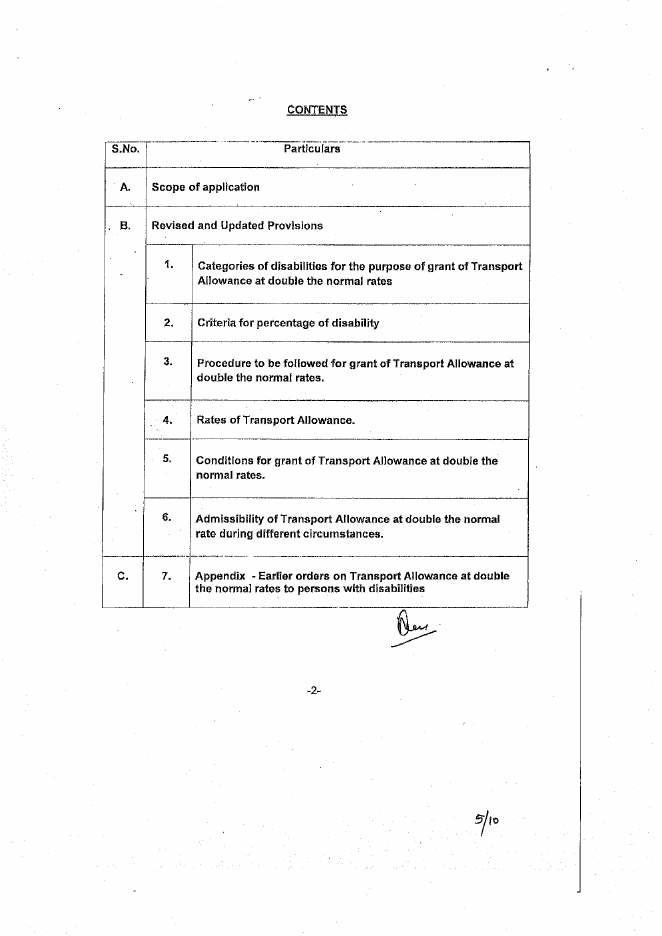 CONTENTS
S.No. Particulars
A. Scope of application
B. Revised and Updated Provisions
1. Categories of disabilities for the purpose of grant of Transport
Allowance at double the normal rates
2. Criteria for percentage of disability
3. Procedure to be followed for grant of Transport Allowance at
double the normal rates.
4. Rates of Transport Allowance.
5. Conditions for grant of Transport Allowance at double the
normal rates.
6. Admissibility of Transport Allowance at double the normal
rate during different circumstances.
C. 7. Appendix - Earlier orders on Transport Allowance at double
the normal rates to persons with disabilities
-2-
5/10